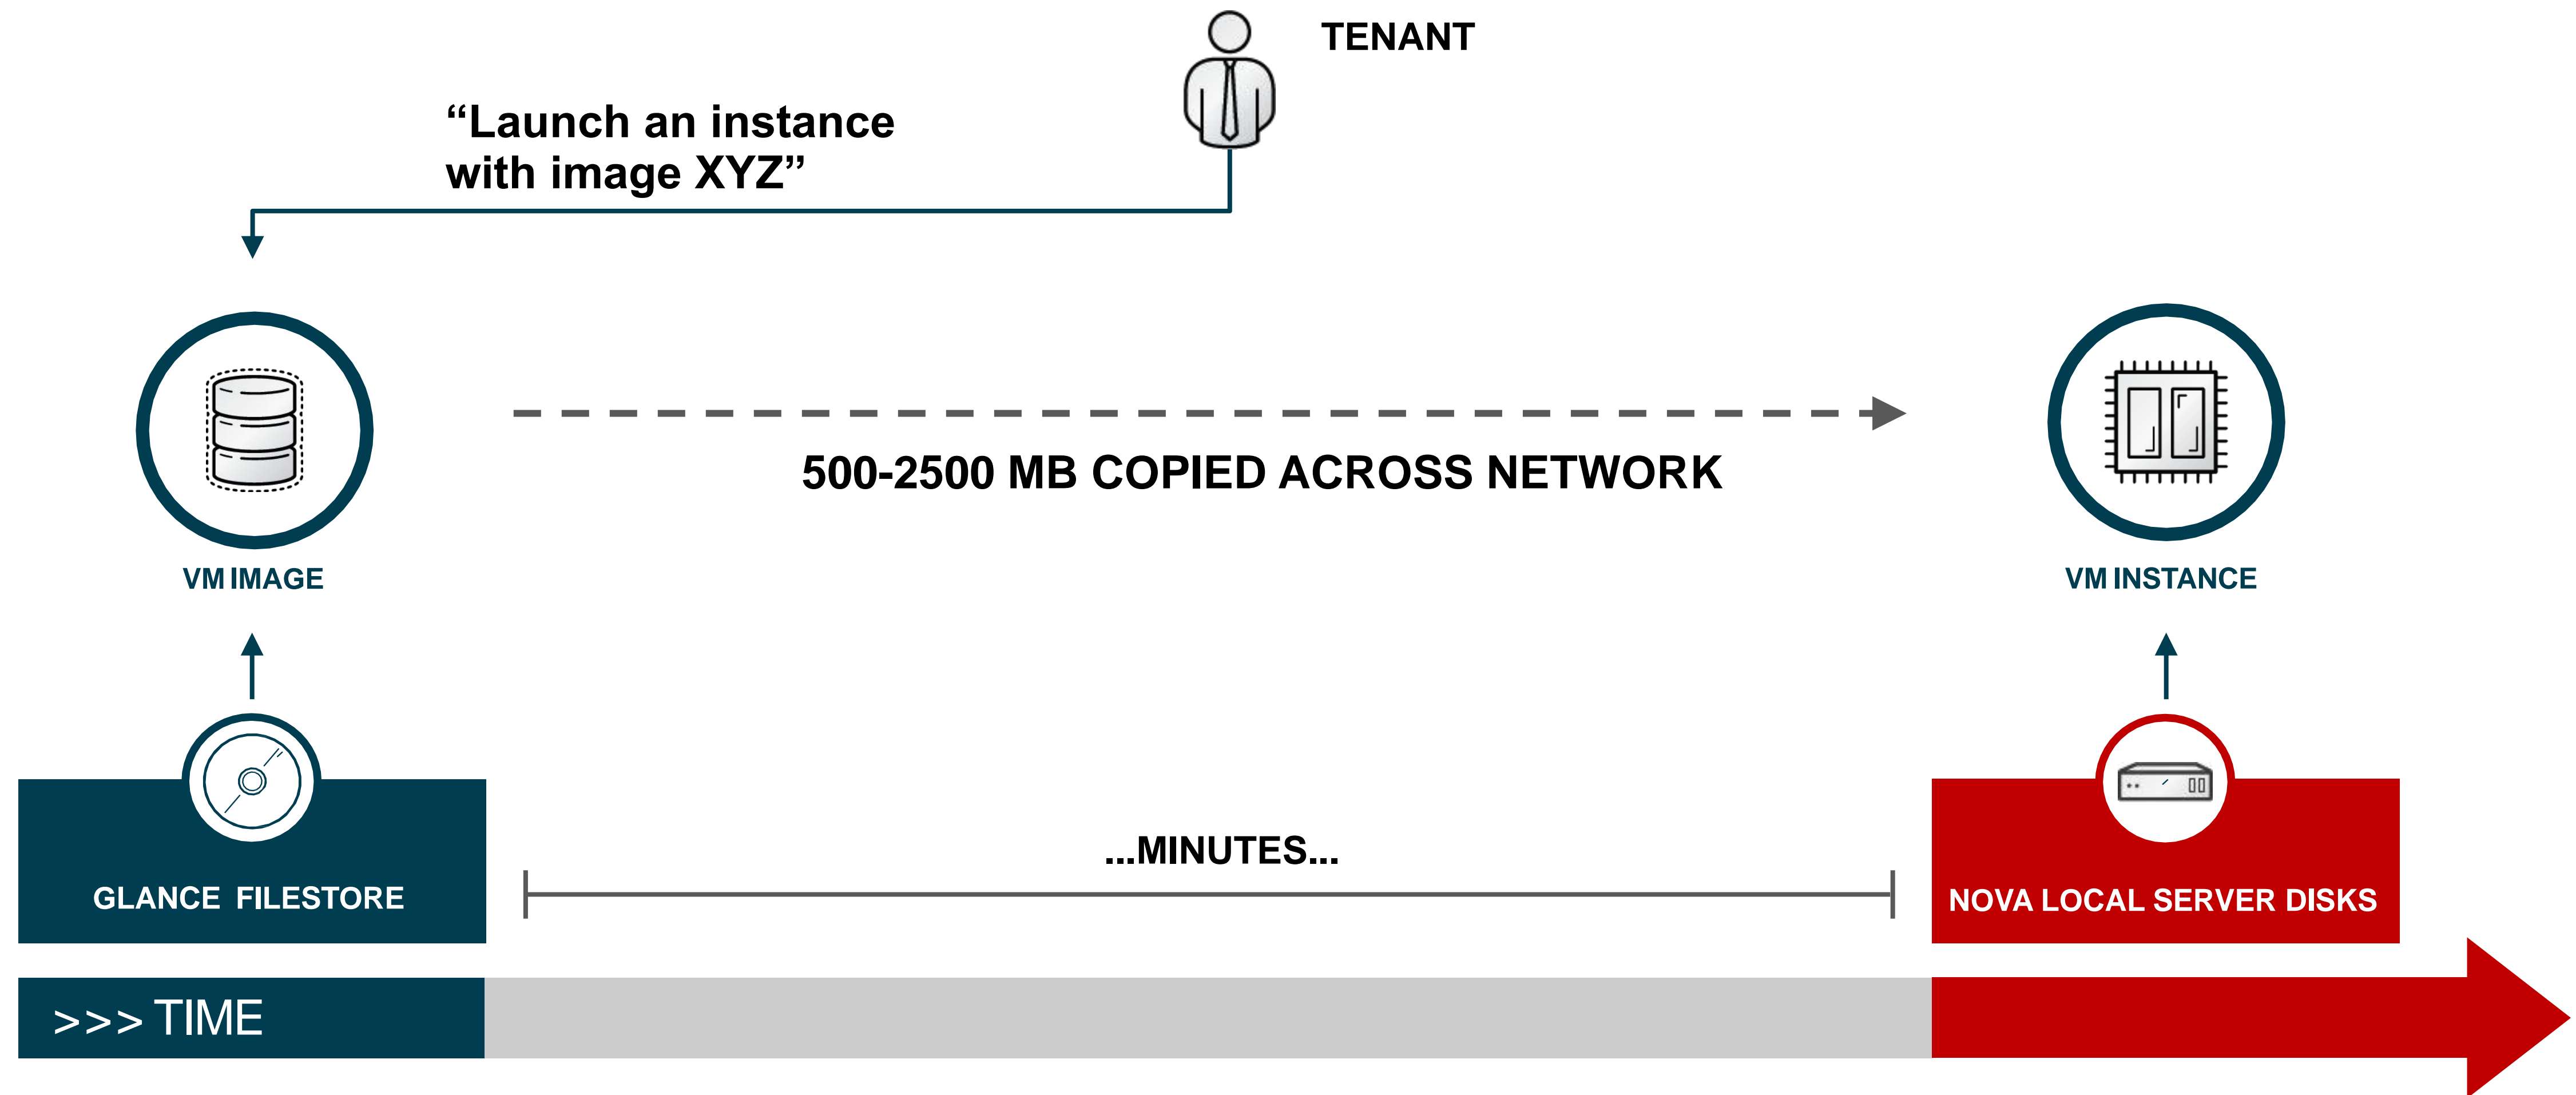 TENANT
“Launch an instance
with image XYZ”
500-2500 MB COPIED ACROSS NETWORK
VM IMAGE
VM INSTANCE
...MINUTES...
GLANCE FILESTORE
NOVA LOCAL SERVER DISKS
>>> TIME